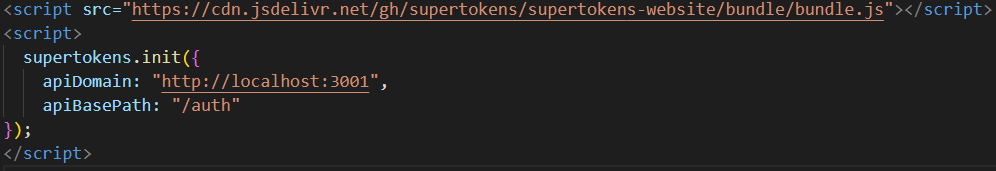 <script src="https://cdn.jsdelivr.net/gh/supertokens/supertokens-website/bundle/bundle.js"></script>
<script>
  supertokens.init({
    apiDomain: "http://localhost:3001",
    apiBasePath: "/auth"
});
</script>